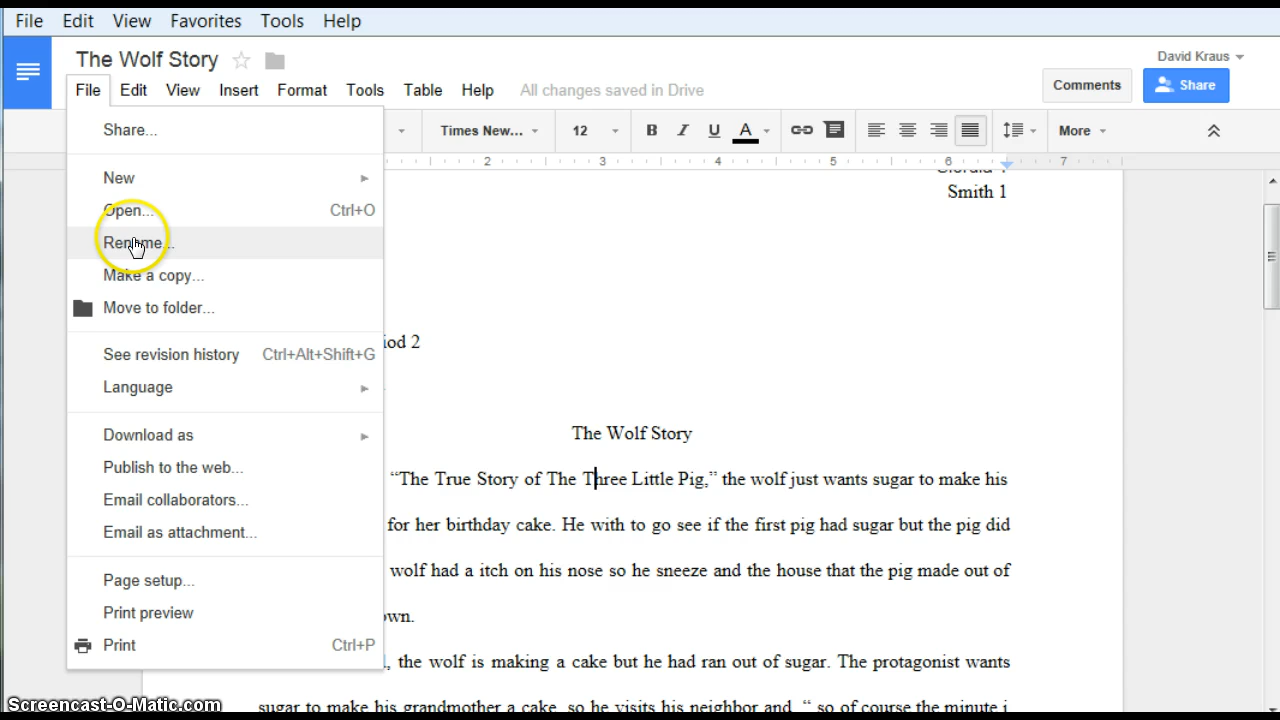 File Edit View Favorites Tools Help
The Wolf Story
David Kraus
File Edit View Insert Format Tools Table Help All changes saved in Drive
Comments Share
Times New... 12 B I U A More
2 3 4 5 6 7
Share...
New
Open... Ctrl+O
Rename...
Make a copy...
Move to folder...
See revision history Ctrl+Alt+Shift+G
Language
Download as
Publish to the web...
Email collaborators...
Email as attachment...
Page setup...
Print preview
Print Ctrl+P
Smith 1
iod 2
The Wolf Story
“The True Story of The Three Little Pig,” the wolf just wants sugar to make his
for her birthday cake. He with to go see if the first pig had sugar but the pig did
wolf had a itch on his nose so he sneeze and the house that the pig made out of
own.
, the wolf is making a cake but he had ran out of sugar. The protagonist wants
sugar to make his grandmother a cake, so he visits his neighbor and, “ so of course the minute i
Screencast-O-Matic.com